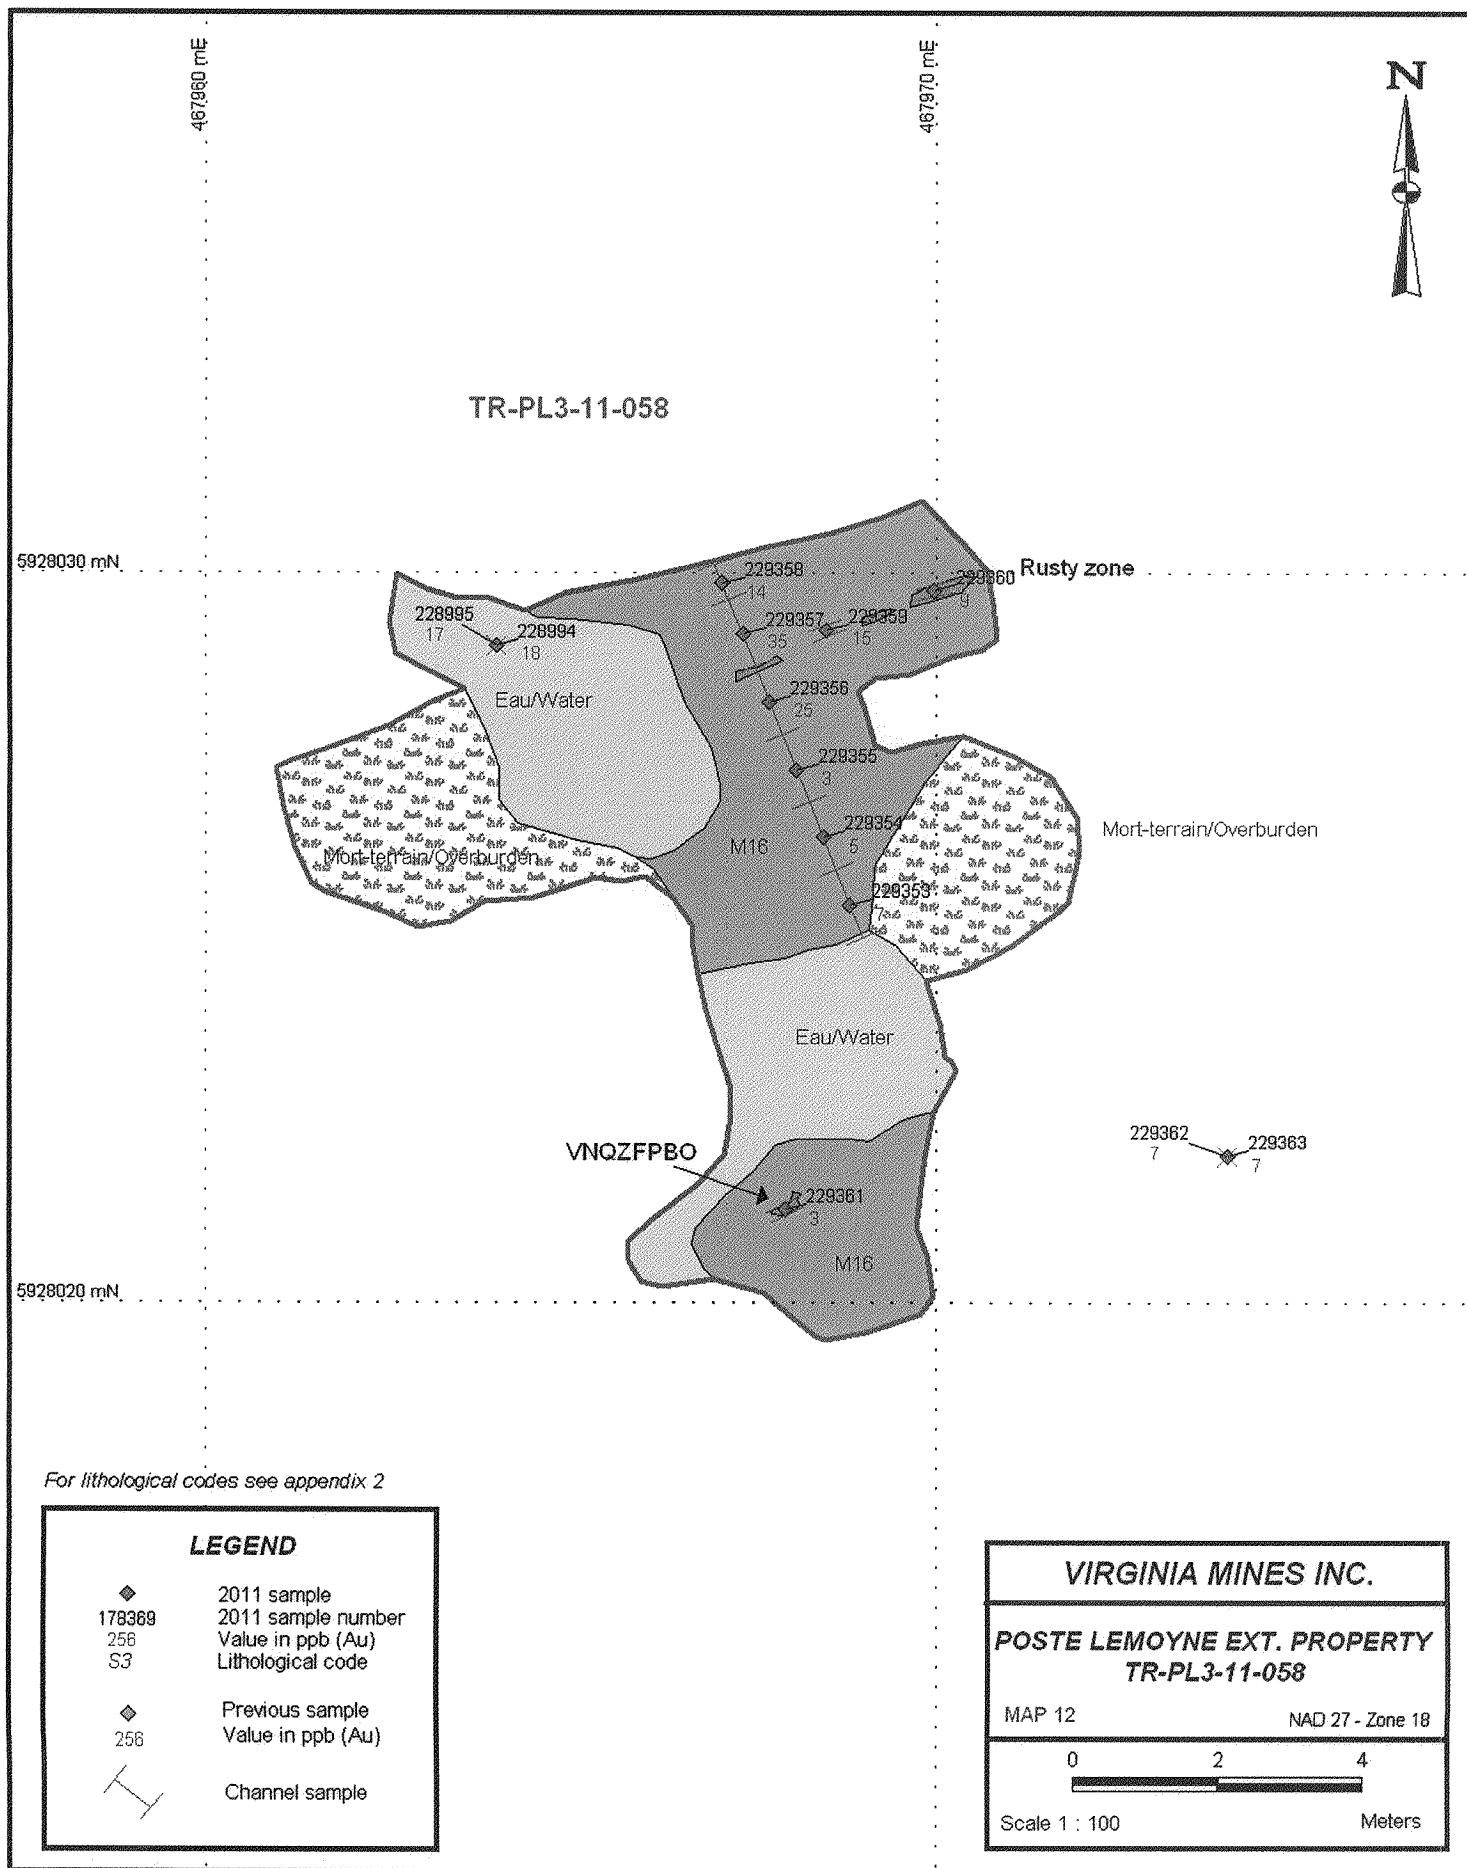 467960 mE
467970 mE
N
TR-PL3-11-058
5928030 mN
Rusty zone
229358
14
229360
9
228995
17
228994
18
229357
35
229359
15
Eau/Water
229356
25
229355
3
229354
5
M16
Mort-terrain/Overburden
Mort-terrain/Overburden
229353
7
Eau/Water
VNQZFPBO
229362
7
229363
7
229361
3
M16
5928020 mN
For lithological codes see appendix 2
LEGEND
2011 sample
178369 2011 sample number
256 Value in ppb (Au)
S3 Lithological code
Previous sample
256 Value in ppb (Au)
Channel sample
VIRGINIA MINES INC.
POSTE LEMOYNE EXT. PROPERTY
TR-PL3-11-058
MAP 12 NAD 27 - Zone 18
0 2 4
Scale 1 : 100 Meters